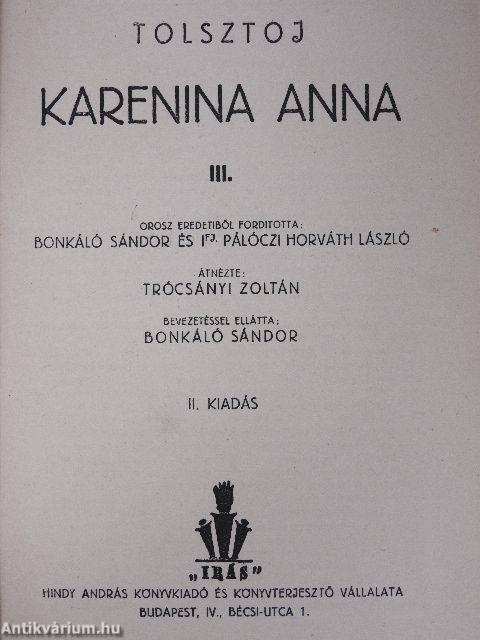 TOLSZTOJ
KARENINA ANNA
III.
OROSZ EREDETIBŐL FORDITOTTA:
BONKÁLÓ SÁNDOR ÉS IFJ. PÁLÓCZI HORVÁTH LÁSZLÓ
ÁTNÉZTE:
TRÓCSÁNYI ZOLTÁN
BEVEZETÉSSEL ELLÁTTA:
BONKÁLÓ SÁNDOR
II. KIADÁS
„IRÁS”
HINDY ANDRÁS KÖNYVKIADÓ ÉS KÖNYVTERJESZTŐ VÁLLALATA
BUDAPEST, IV., BÉCSI-UTCA 1.
Antikvárium.hu